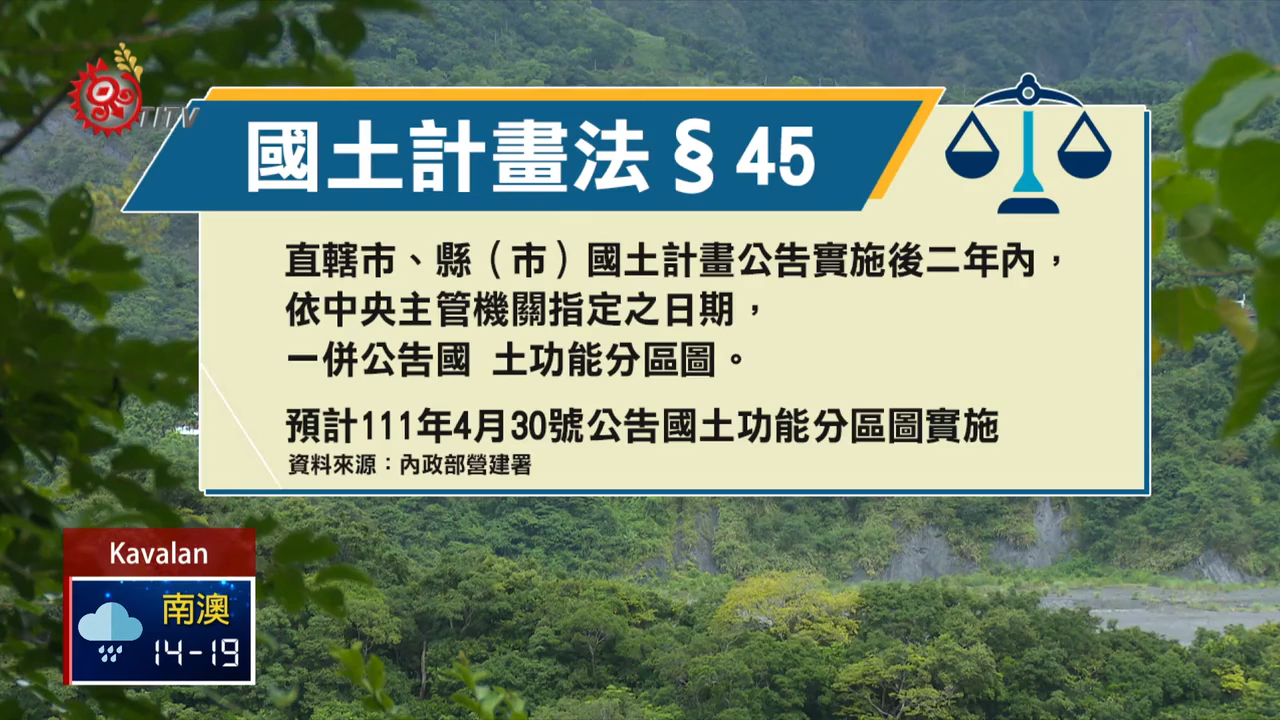 TITV
國土計畫法§45
直轄市、縣（市）國土計畫公告實施後二年內，
依中央主管機關指定之日期，
一併公告國 土功能分區圖。
預計111年4月30號公告國土功能分區圖實施
資料來源：內政部營建署
Kavalan
南澳
14-19